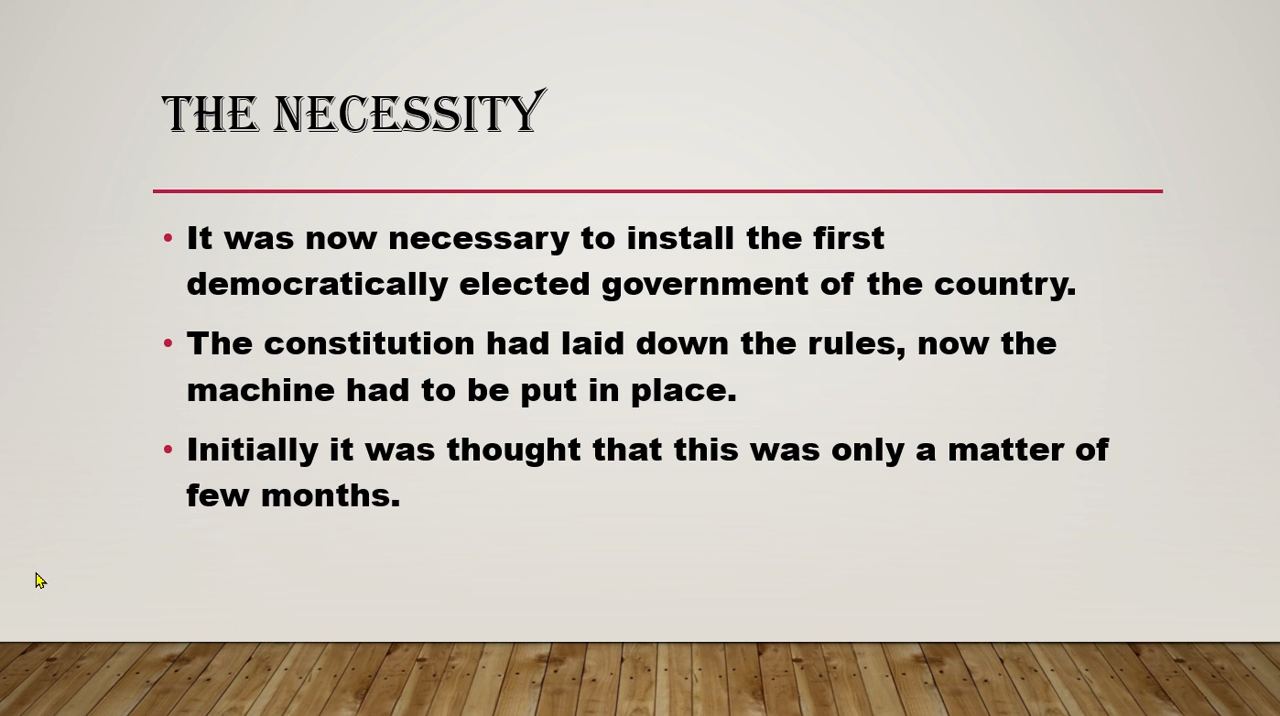 THE NECESSITY
• It was now necessary to install the first
democratically elected government of the country.
• The constitution had laid down the rules, now the
machine had to be put in place.
• Initially it was thought that this was only a matter of
few months.